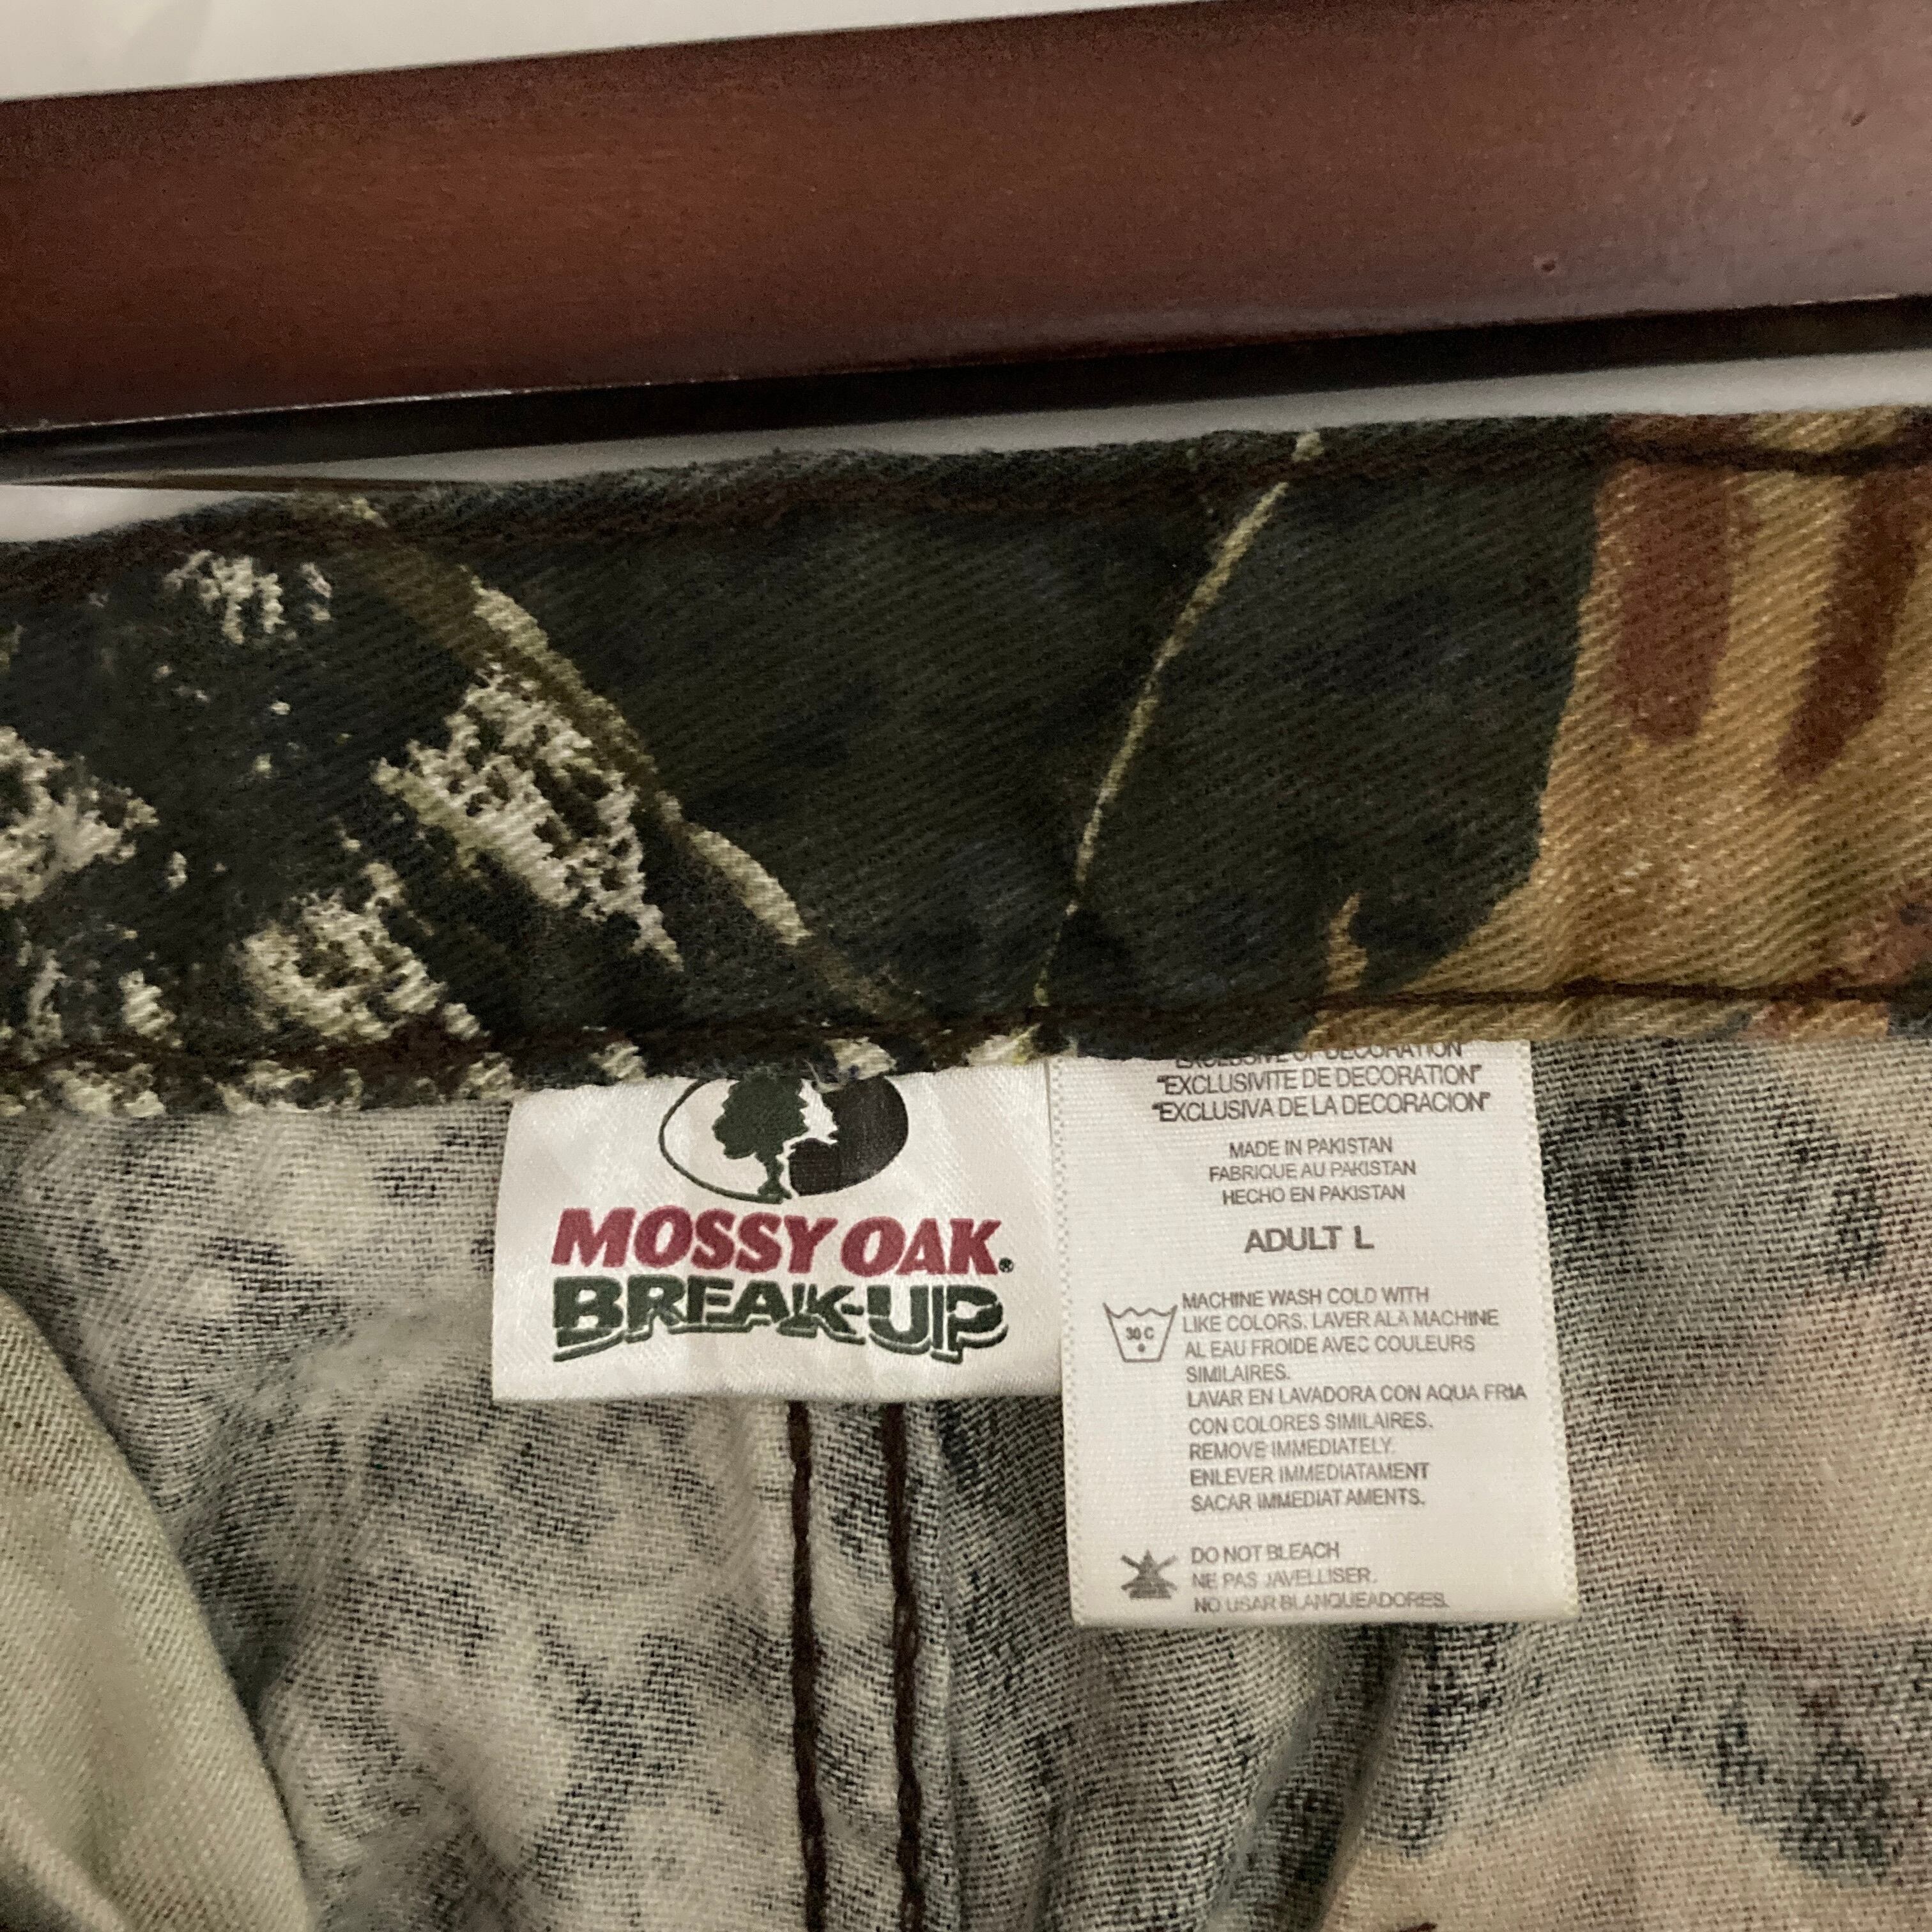 MOSSY OAK.
BREAK-UP
EXCLUSIVE OF DECORATION
"EXCLUSIVITE DE DECORATION"
"EXCLUSIVA DE LA DECORACION"
MADE IN PAKISTAN
FABRIQUE AU PAKISTAN
HECHO EN PAKISTAN
ADULT L
30 C
MACHINE WASH COLD WITH
LIKE COLORS. LAVER ALA MACHINE
AL EAU FROIDE AVEC COULEURS
SIMILAIRES.
LAVAR EN LAVADORA CON AQUA FRIA
CON COLORES SIMILAIRES.
REMOVE IMMEDIATELY.
ENLEVER IMMEDIATAMENT
SACAR IMMEDIAT AMENTS.
DO NOT BLEACH
NE PAS JAVELLISER.
NO USAR BLANQUEADORES.